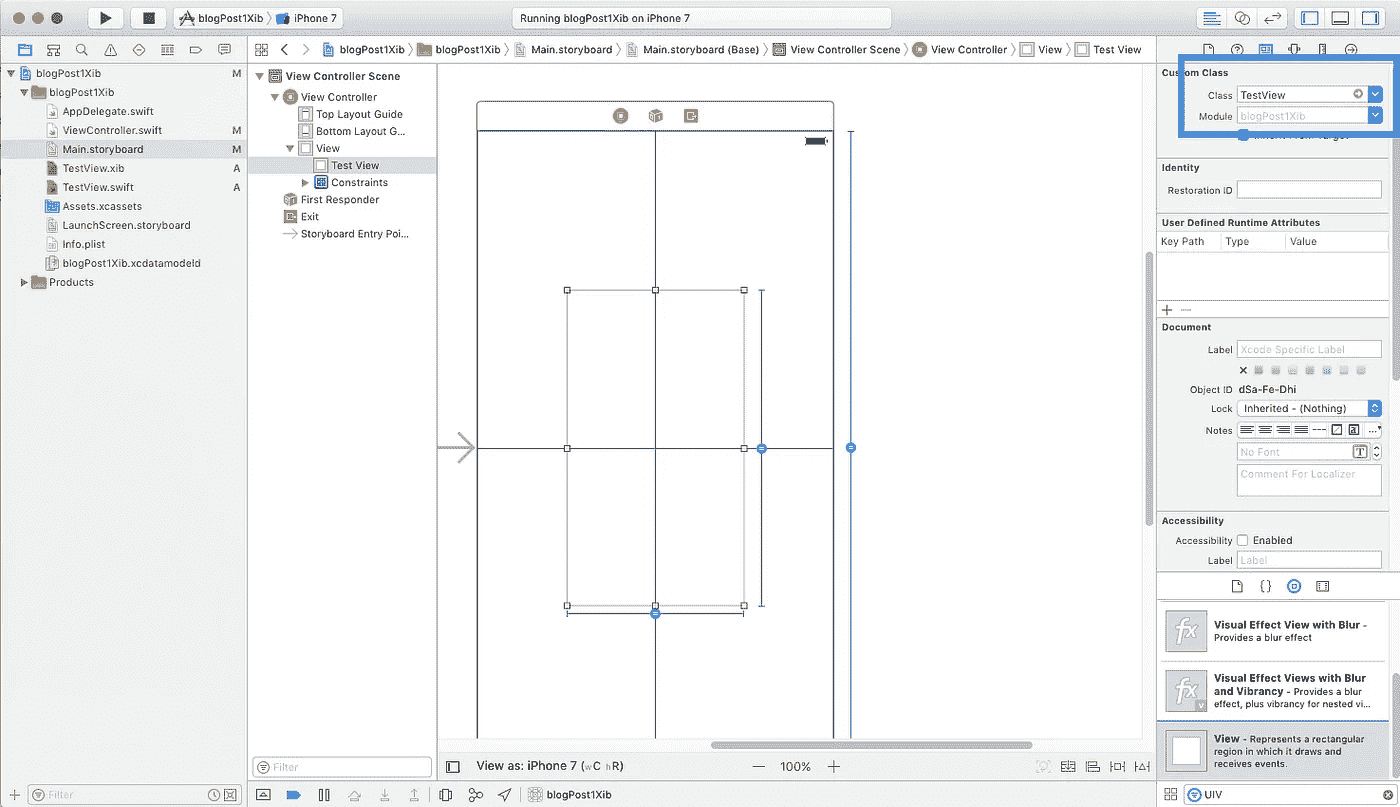 blogPost1Xib iPhone 7
Running blogPost1Xib on iPhone 7
blogPost1Xib blogPost1Xib Main.storyboard Main.storyboard (Base) View Controller Scene View Controller View Test View
blogPost1Xib M
blogPost1Xib
AppDelegate.swift
ViewController.swift M
Main.storyboard M
TestView.xib A
TestView.swift A
Assets.xcassets
LaunchScreen.storyboard
Info.plist
blogPost1Xib.xcdatamodeld
Products
Filter
View Controller Scene
View Controller
Top Layout Guide
Bottom Layout G...
View
Test View
Constraints
First Responder
Exit
Storyboard Entry Poi...
Filter
View as: iPhone 7 (wC hR)
100%
blogPost1Xib
Custom Class
Class TestView
Module blogPost1Xib
Identity
Restoration ID
User Defined Runtime Attributes
Key Path Type Value
Document
Label Xcode Specific Label
Object ID dSa-Fe-Dhi
Lock Inherited - (Nothing)
Notes
No Font
Comment For Localizer
Accessibility
Accessibility Enabled
Label Label
Visual Effect View with Blur -
Provides a blur effect
Visual Effect Views with Blur
and Vibrancy - Provides a blur
effect, plus vibrancy for nested vi...
View - Represents a rectangular
region in which it draws and
receives events.
UIV